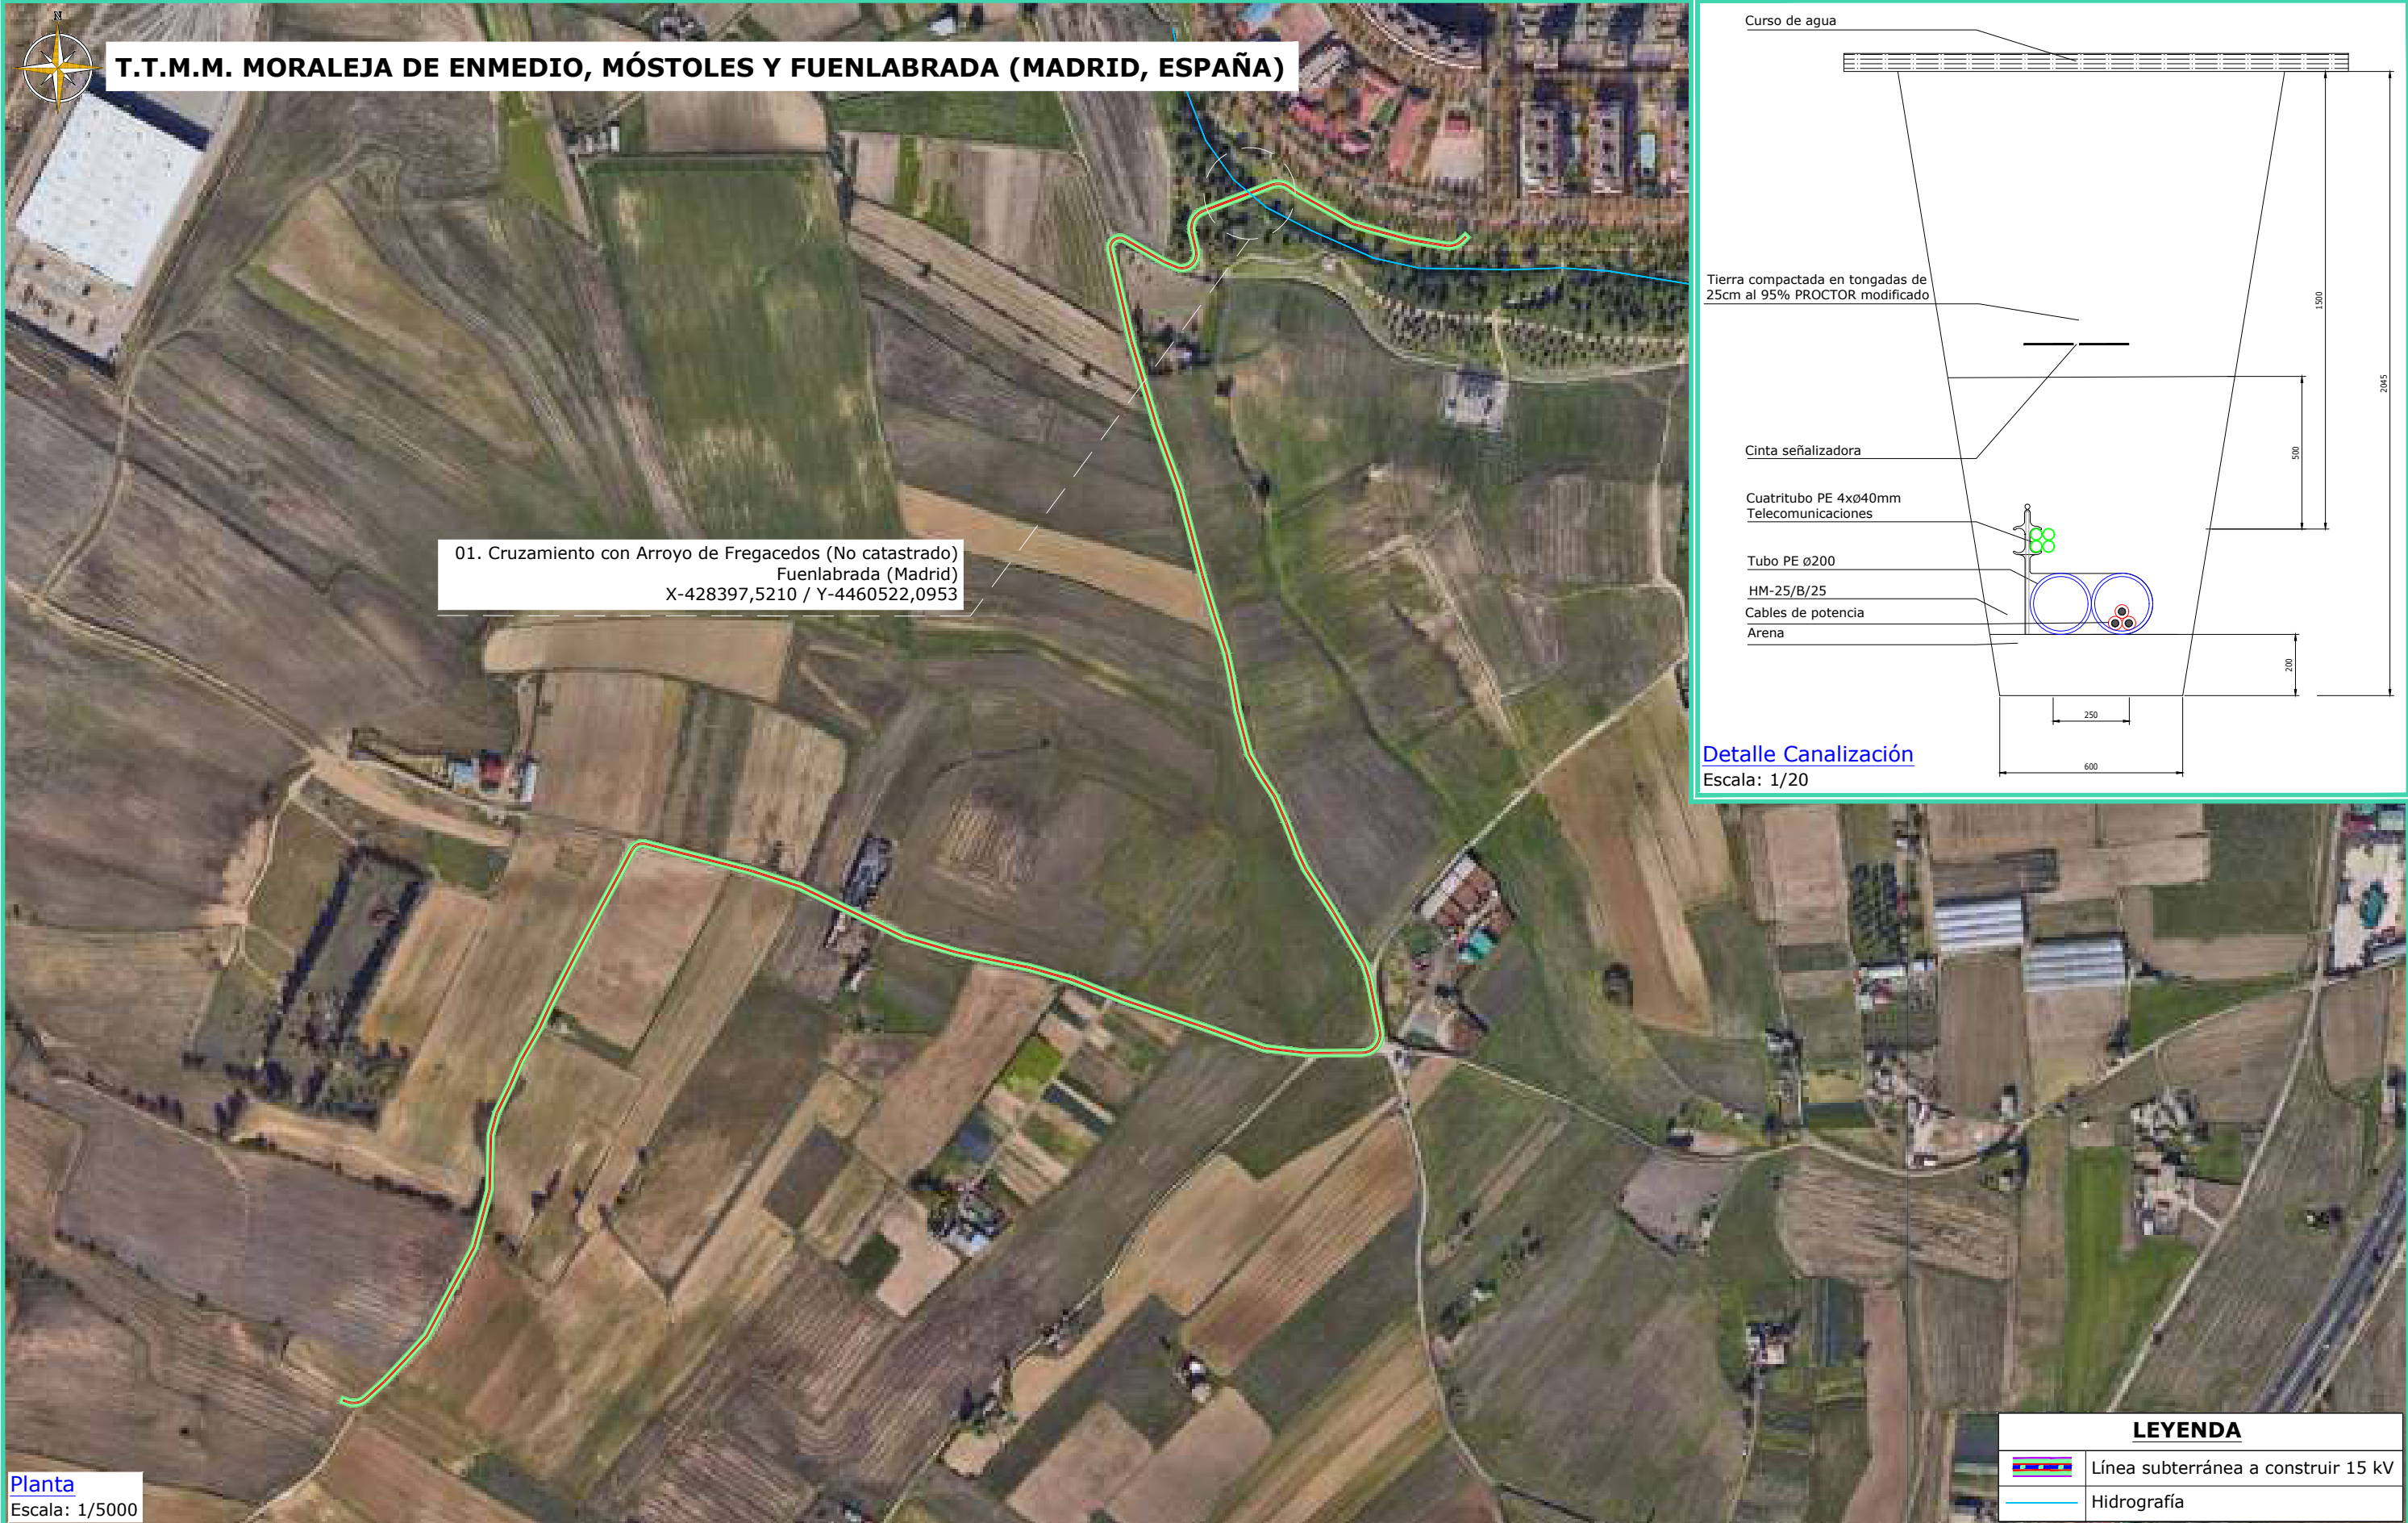 N
T.T.M.M. MORALEJA DE ENMEDIO, MÓSTOLES Y FUENLABRADA (MADRID, ESPAÑA)
01. Cruzamiento con Arroyo de Fregacedos (No catastrado)
Fuenlabrada (Madrid)
X-428397,5210 / Y-4460522,0953
Planta
Escala: 1/5000
Curso de agua
Tierra compactada en tongadas de
25cm al 95% PROCTOR modificado
Cinta señalizadora
Cuatritubo PE 4xø40mm
Telecomunicaciones
Tubo PE ø200
HM-25/B/25
Cables de potencia
Arena
1500
2045
500
200
250
600
Detalle Canalización
Escala: 1/20
LEYENDA
Línea subterránea a construir 15 kV
Hidrografía